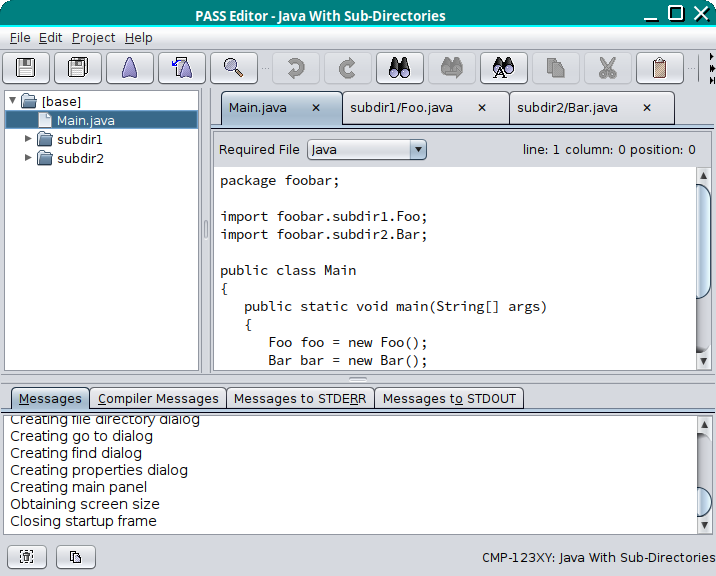 PASS Editor - Java With Sub-Directories
File Edit Project Help
[base]
Main.java
subdir1
subdir2
Main.java × subdir1/Foo.java × subdir2/Bar.java ×
Required File Java line: 1 column: 0 position: 0
package foobar;
import foobar.subdir1.Foo;
import foobar.subdir2.Bar;
public class Main
{
public static void main(String[] args)
{
Foo foo = new Foo();
Bar bar = new Bar();
Messages Compiler Messages Messages to STDERR Messages to STDOUT
Creating file directory dialog
Creating go to dialog
Creating find dialog
Creating properties dialog
Creating main panel
Obtaining screen size
Closing startup frame
CMP-123XY: Java With Sub-Directories